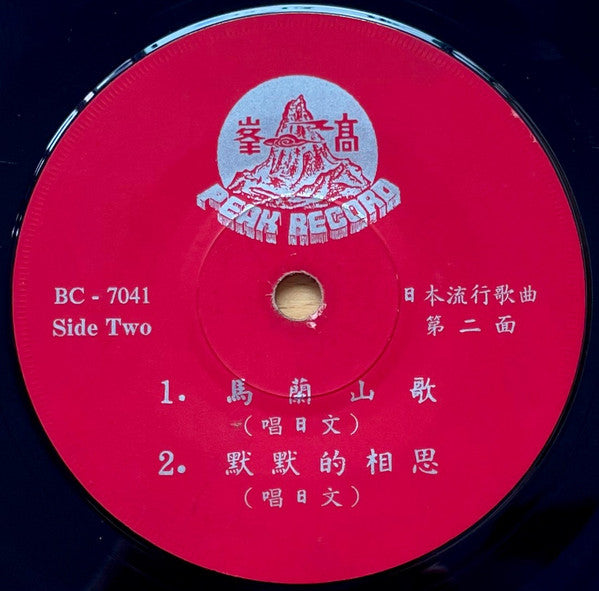 峯 高
PEAK RECORD
BC - 7041
Side Two
日本流行歌曲
第二面
1. 馬蘭山歌
(唱日文)
2. 默默的相思
(唱日文)